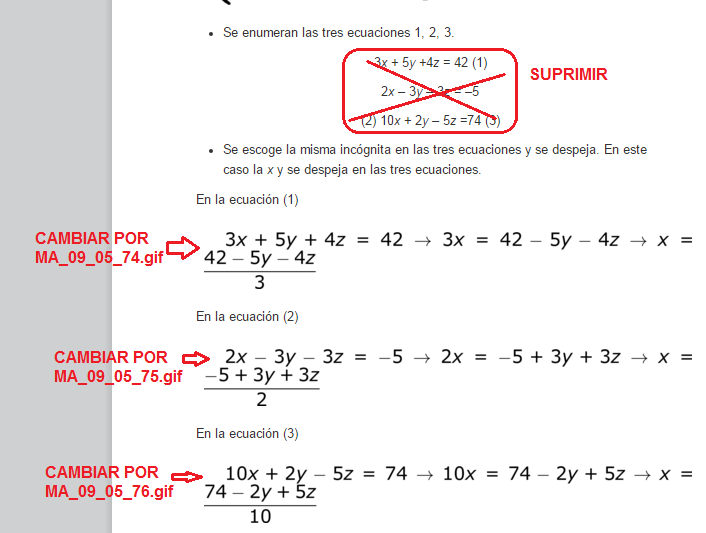 • Se enumeran las tres ecuaciones 1, 2, 3.
3x + 5y +4z = 42 (1)
2x – 3y – 3z = –5
(2) 10x + 2y – 5z =74 (3)
SUPRIMIR
• Se escoge la misma incógnita en las tres ecuaciones y se despeja. En este
caso la x y se despeja en las tres ecuaciones.
En la ecuación (1)
CAMBIAR POR
MA_09_05_74.gif
3x + 5y + 4z = 42 → 3x = 42 − 5y − 4z → x =
42 − 5y − 4z
3
En la ecuación (2)
CAMBIAR POR
MA_09_05_75.gif
2x − 3y − 3z = −5 → 2x = −5 + 3y + 3z → x =
−5 + 3y + 3z
2
En la ecuación (3)
CAMBIAR POR
MA_09_05_76.gif
10x + 2y − 5z = 74 → 10x = 74 − 2y + 5z → x =
74 − 2y + 5z
10